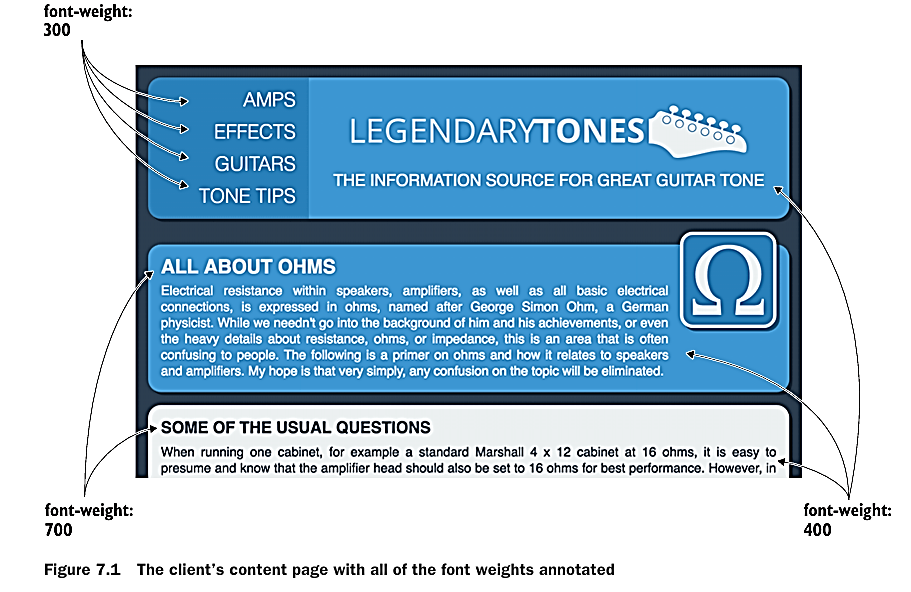 font-weight:
300
AMPS
EFFECTS
GUITARS
TONE TIPS
LEGENDARYTONES
THE INFORMATION SOURCE FOR GREAT GUITAR TONE
ALL ABOUT OHMS
Electrical resistance within speakers, amplifiers, as well as all basic electrical
connections, is expressed in ohms, named after George Simon Ohm, a German
physicist. While we needn't go into the background of him and his achievements, or even
the heavy details about resistance, ohms, or impedance, this is an area that is often
confusing to people. The following is a primer on ohms and how it relates to speakers
and amplifiers. My hope is that very simply, any confusion on the topic will be eliminated.
Ω
SOME OF THE USUAL QUESTIONS
When running one cabinet, for example a standard Marshall 4 x 12 cabinet at 16 ohms, it is easy to
presume and know that the amplifier head should also be set to 16 ohms for best performance. However, in
font-weight:
700
font-weight:
400
Figure 7.1 The client's content page with all of the font weights annotated